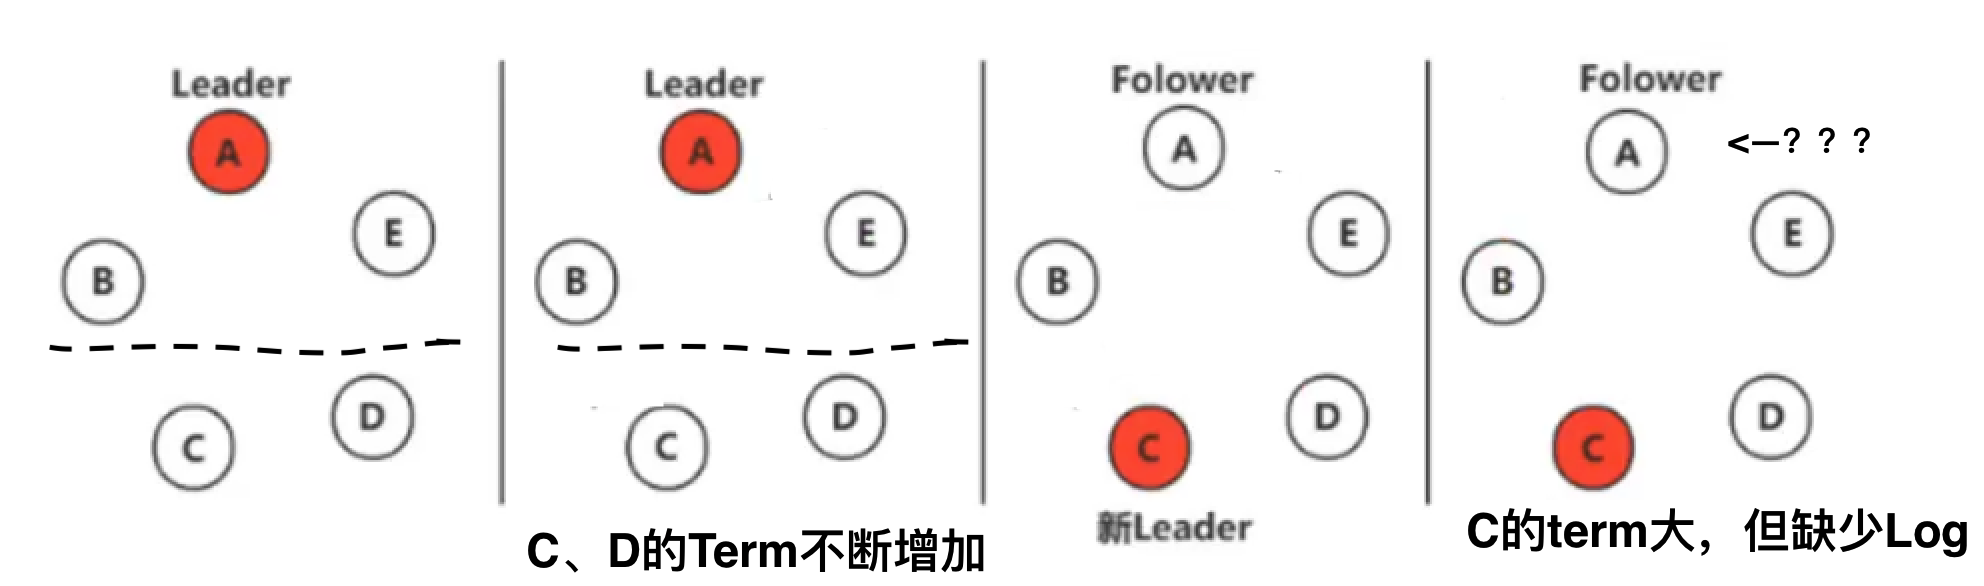 Leader
A
E
B
D
C
Leader
A
E
B
D
C
C、D的Term不断增加
Folower
A
E
B
D
C
新Leader
Folower
A
<—？？？
E
B
D
C
C的term大，但缺少Log